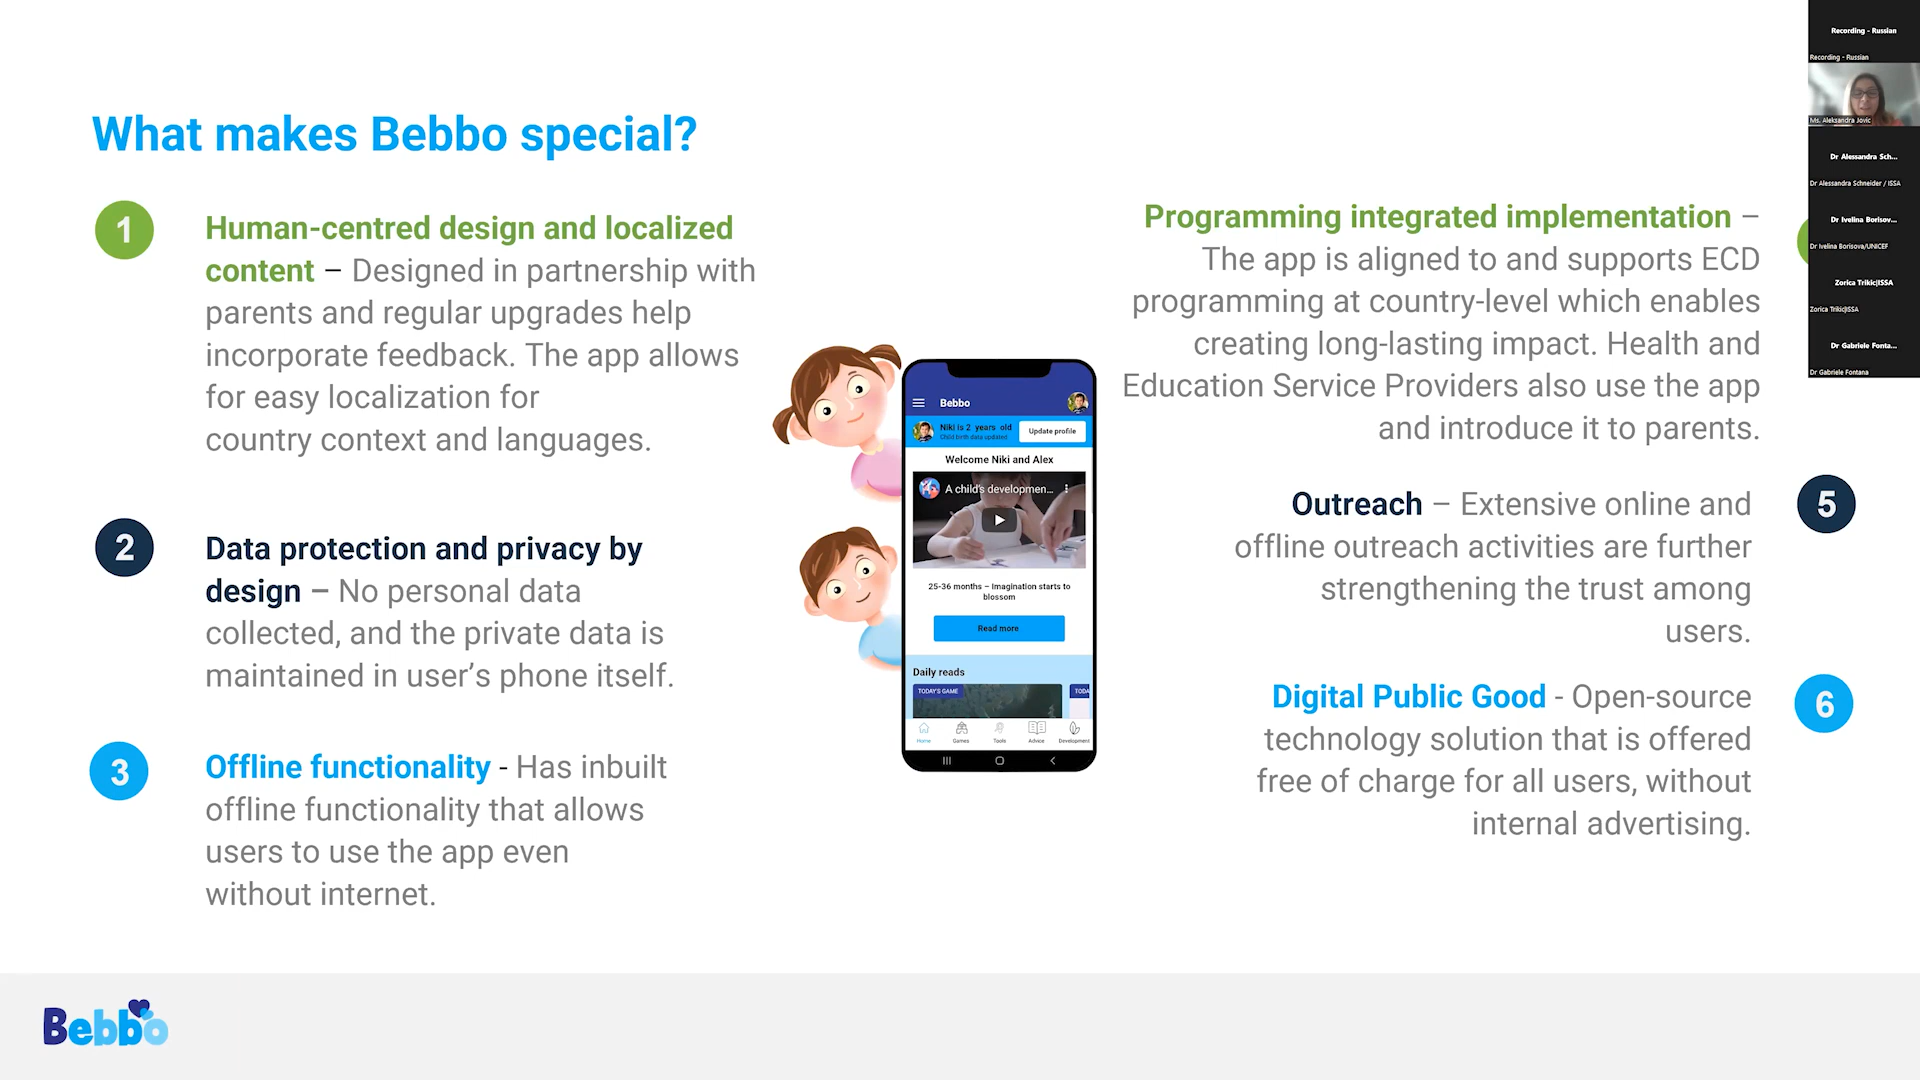 What makes Bebbo special?
1
Human-centred design and localized
content – Designed in partnership with
parents and regular upgrades help
incorporate feedback. The app allows
for easy localization for
country context and languages.
2
Data protection and privacy by
design – No personal data
collected, and the private data is
maintained in user's phone itself.
3
Offline functionality - Has inbuilt
offline functionality that allows
users to use the app even
without internet.
Bebbo
Niki is 2 years old
Child birth data updated
Update profile
Welcome Niki and Alex
A child's developmen...
25-36 months – Imagination starts to
blossom
Read more
Daily reads
TODAY'S GAME
TODA
Home
Games
Tools
Advice
Development
Programming integrated implementation –
The app is aligned to and supports ECD
programming at country-level which enables
creating long-lasting impact. Health and
Education Service Providers also use the app
and introduce it to parents.
5
Outreach – Extensive online and
offline outreach activities are further
strengthening the trust among
users.
6
Digital Public Good - Open-source
technology solution that is offered
free of charge for all users, without
internal advertising.
Recording - Russian
Recording - Russian
Ms. Aleksandra Jovic
Dr Alessandra Sch...
Dr Alessandra Schneider / ISSA
Dr Ivelina Borisov...
Dr Ivelina Borisova/UNICEF
Zorica Trikic|ISSA
Zorica Trikic|ISSA
Dr Gabriele Fonta...
Dr Gabriele Fontana
Bebbo